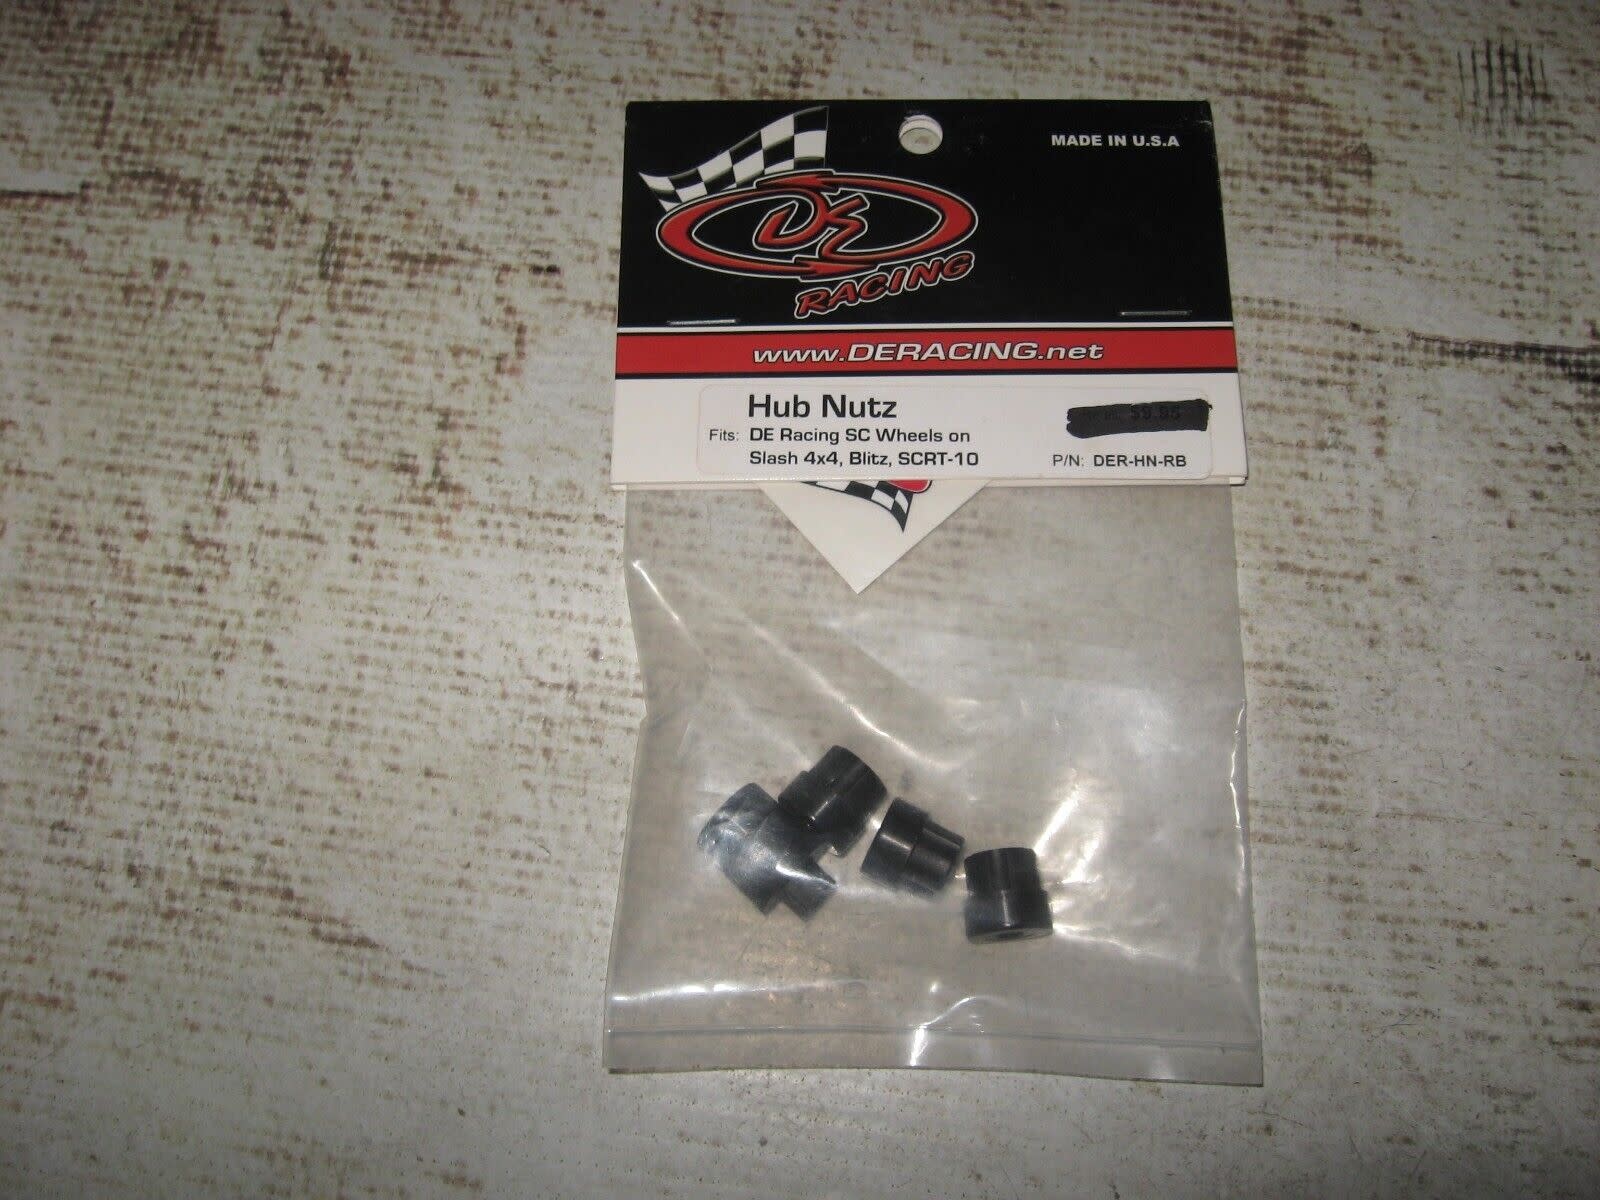 MADE IN U.S.A
DE
RACING
www.DERACING.net
Hub Nutz
Fits: DE Racing SC Wheels on
Slash 4x4, Blitz, SCRT-10
P/N: DER-HN-RB